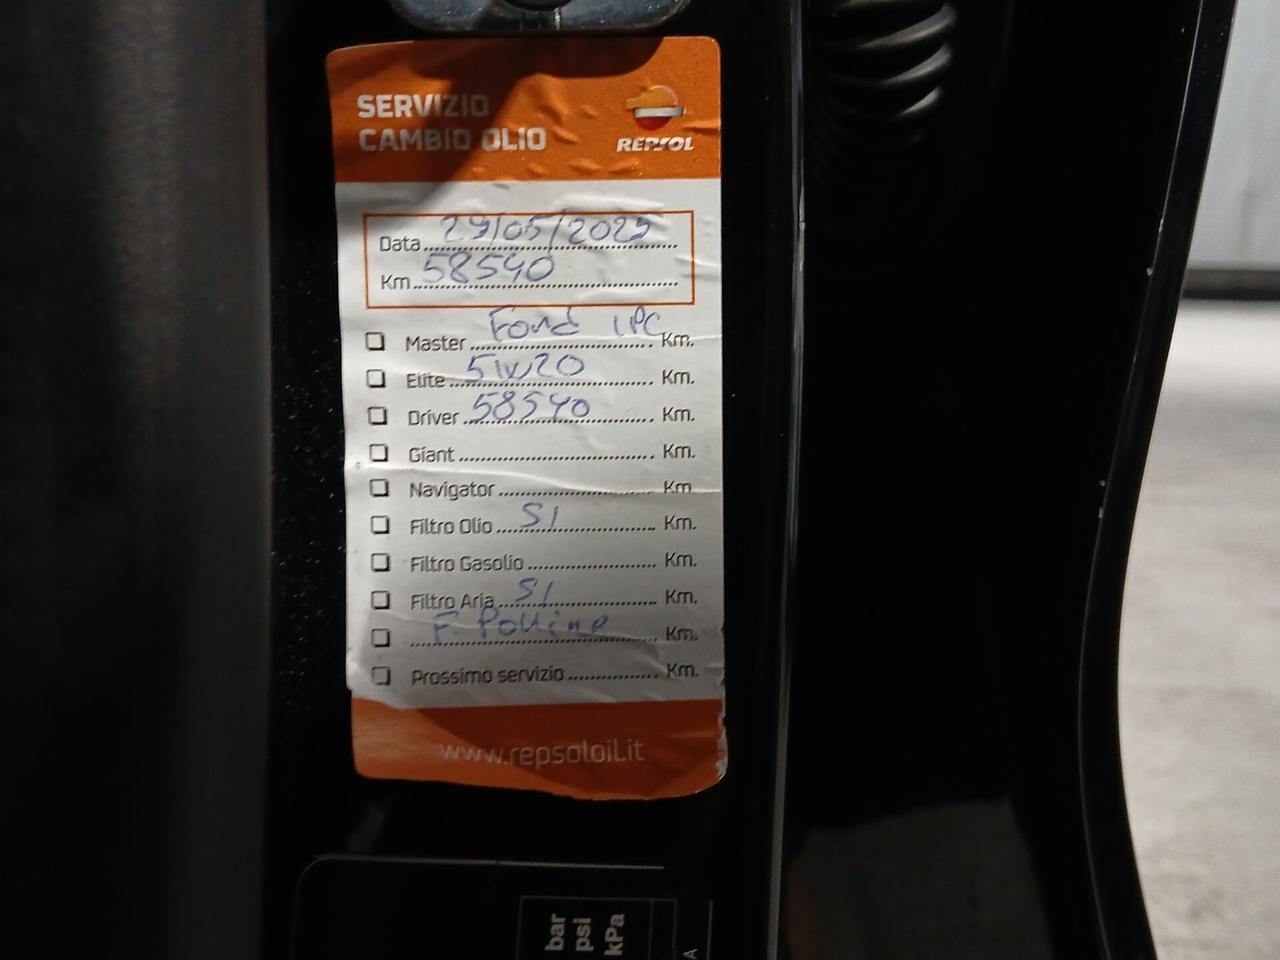 SERVIZIO
CAMBIO OLIO
REPSOL
Data 29/05/2025
Km 58540
Master Km.
Elite 5W20 Km.
Driver 58540 Km.
Giant Km.
Navigator Km
Filtro Olio SI Km.
Filtro Gasolio Km.
Filtro Aria SI Km.
F. Polline Km.
Prossimo servizio Km.
www.repsoloil.it
bar
psi
kPa
A